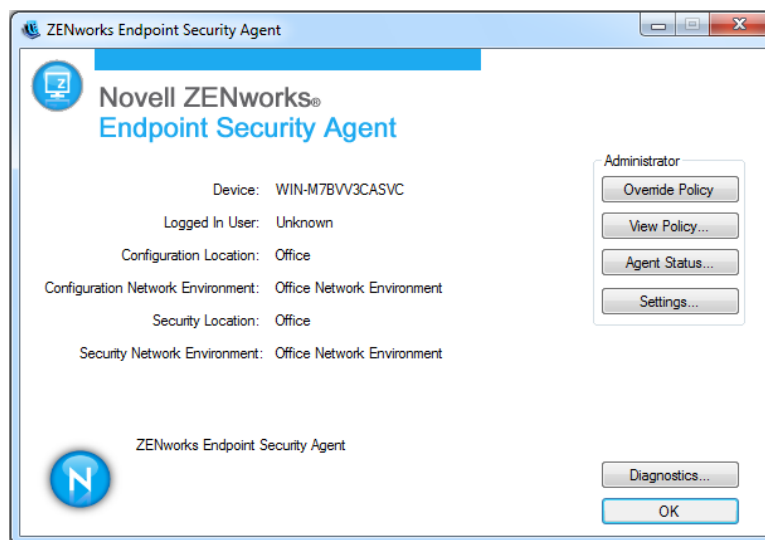 ZENworks Endpoint Security Agent
Z
Novell ZENworks®
Endpoint Security Agent
Administrator
Device: WIN-M7BVV3CASVC
Override Policy
Logged In User: Unknown
View Policy...
Configuration Location: Office
Agent Status...
Configuration Network Environment: Office Network Environment
Settings...
Security Location: Office
Security Network Environment: Office Network Environment
ZENworks Endpoint Security Agent
N
Diagnostics...
OK